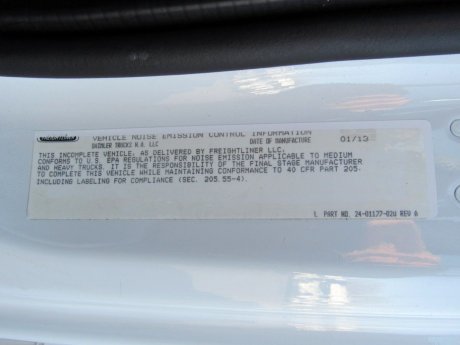 VEHICLE NOISE EMISSION CONTROL INFORMATION
DAIMLER TRUCKS N.A. LLC DATE OF MANUFACTURE 01/13
THIS INCOMPLETE VEHICLE, AS DELIVERED BY FREIGHTLINER LLC,
CONFORMS TO U.S. EPA REGULATIONS FOR NOISE EMISSION APPLICABLE TO MEDIUM
AND HEAVY TRUCKS. IT IS THE RESPONSIBILITY OF THE FINAL STAGE MANUFACTURER
TO COMPLETE THIS VEHICLE WHILE MAINTAINING CONFORMANCE TO 40 CFR PART 205.
INCLUDING LABELING FOR COMPLIANCE (SEC. 205.55-4).
L PART NO. 24-01177-020 REV A